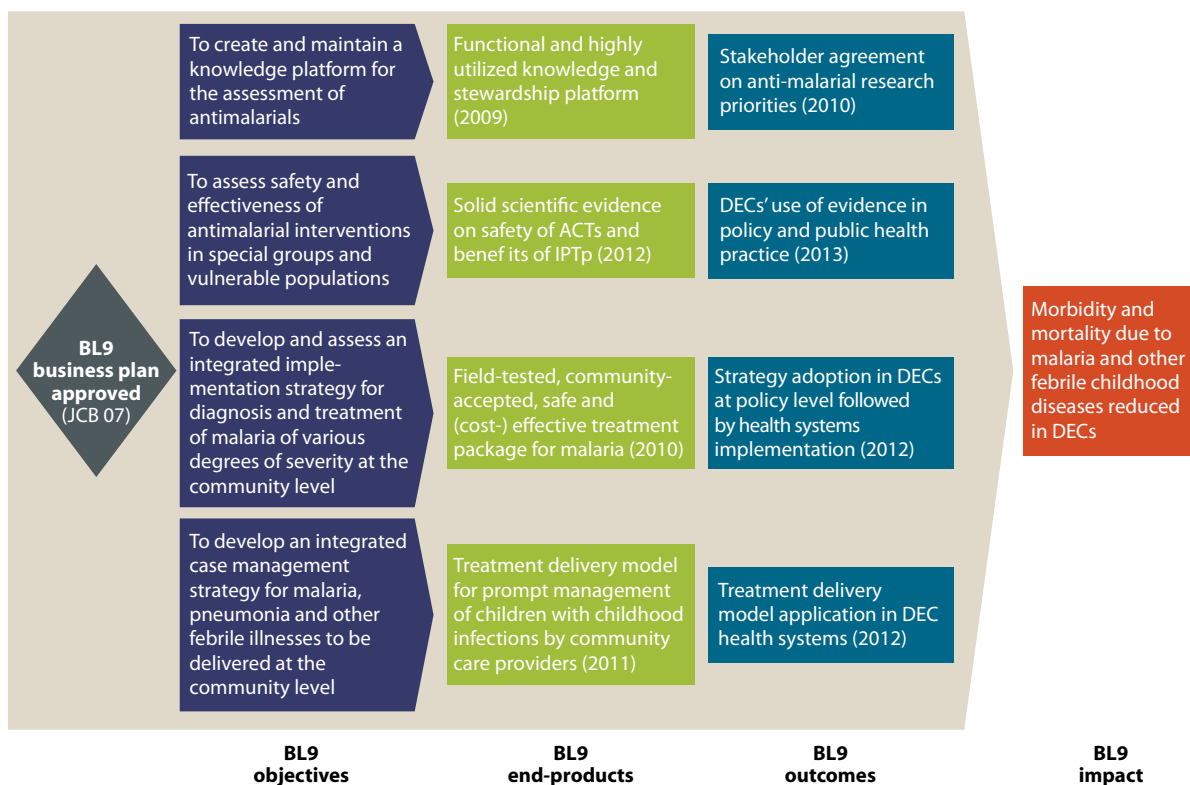 To create and maintain a
knowledge platform for
the assessment of
antimalarials
Functional and highly
utilized knowledge and
stewardship platform
(2009)
Stakeholder agreement
on anti-malarial research
priorities (2010)
To assess safety and
effectiveness of
antimalarial interventions
in special groups and
vulnerable populations
Solid scientific evidence
on safety of ACTs and
benef its of IPTp (2012)
DECs' use of evidence in
policy and public health
practice (2013)
BL9
business plan
approved
(JCB 07)
To develop and assess an
integrated imple-
mentation strategy for
diagnosis and treatment
of malaria of various
degrees of severity at the
community level
Field-tested, community-
accepted, safe and
(cost-) effective treatment
package for malaria (2010)
Strategy adoption in DECs
at policy level followed
by health systems
implementation (2012)
Morbidity and
mortality due to
malaria and other
febrile childhood
diseases reduced
in DECs
To develop an integrated
case management
strategy for malaria,
pneumonia and other
febrile illnesses to be
delivered at the
community level
Treatment delivery model
for prompt management
of children with childhood
infections by community
care providers (2011)
Treatment delivery
model application in DEC
health systems (2012)
BL9
objectives
BL9
end-products
BL9
outcomes
BL9
impact